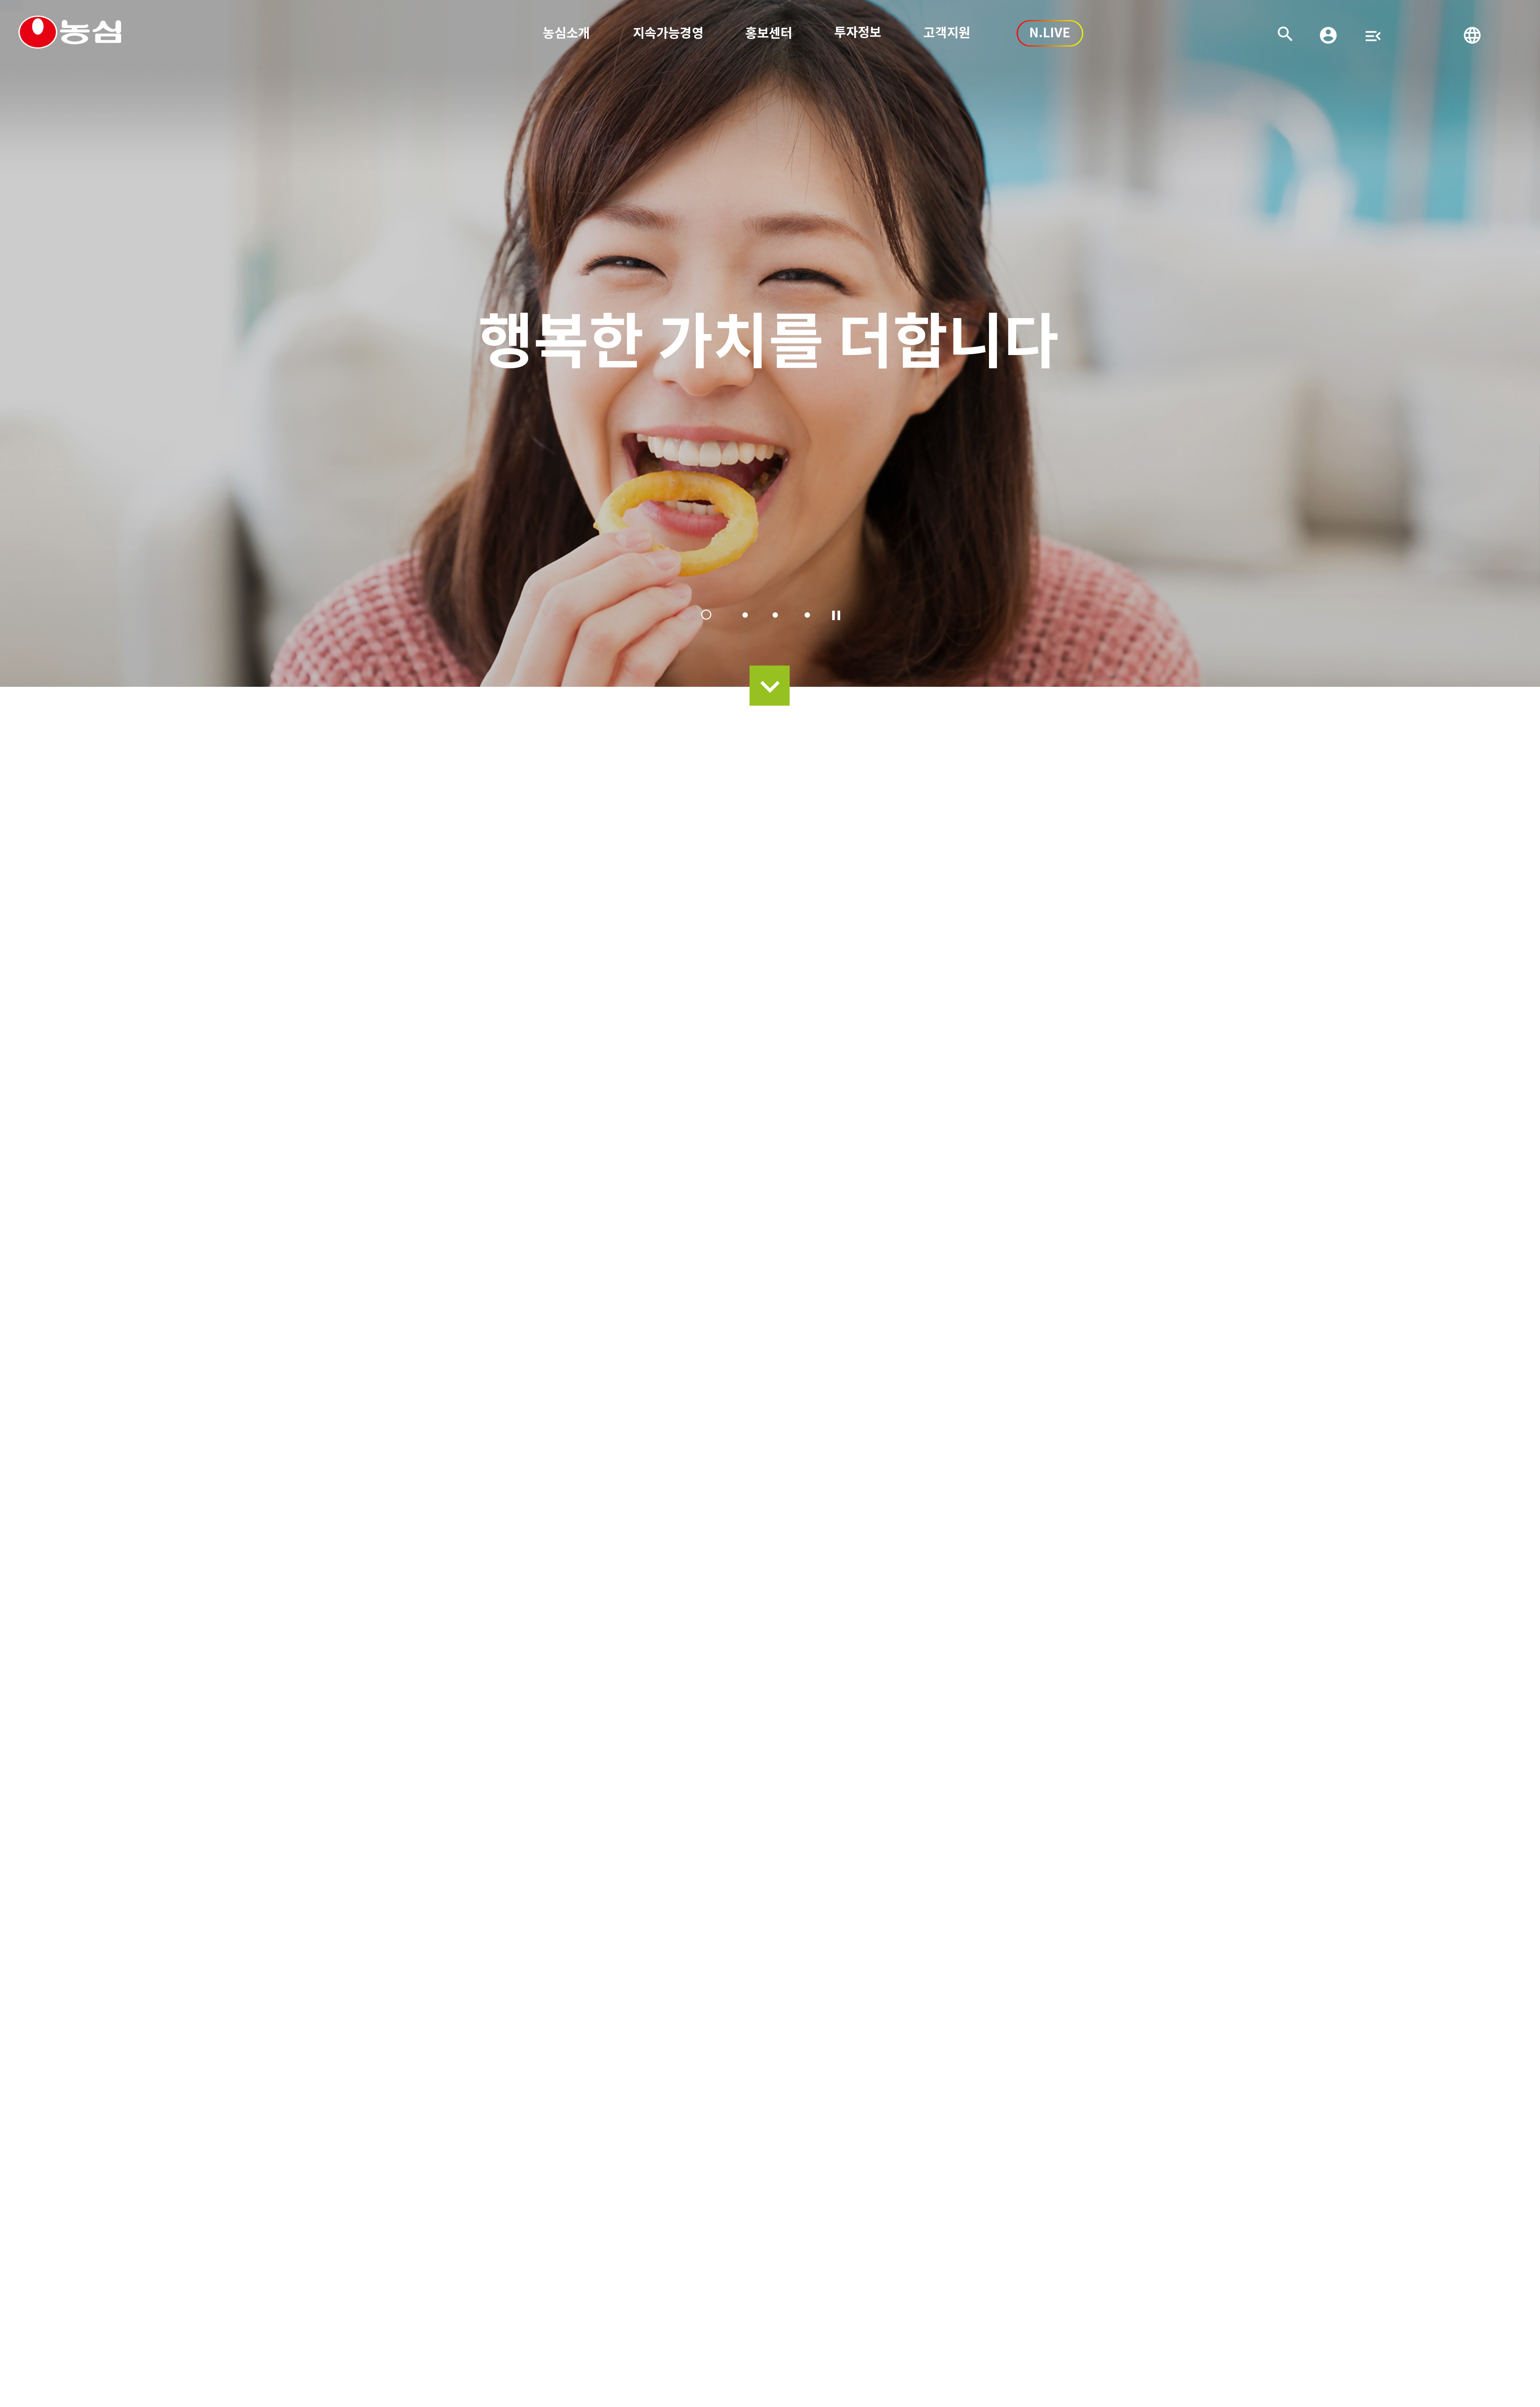 농심
농심소개
지속가능경영
홍보센터
투자정보
고객지원
N.LIVE
행복한 가치를 더합니다